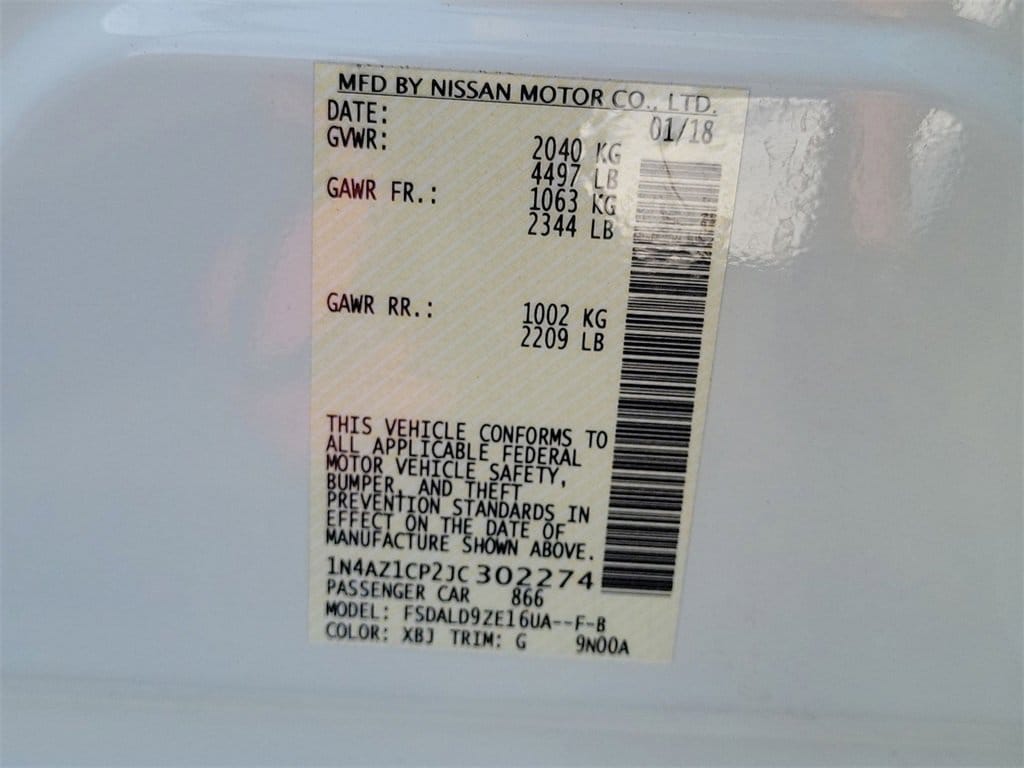 MFD BY NISSAN MOTOR CO., LTD.
DATE: 01/18
GVWR: 2040 KG
4497 LB
GAWR FR.: 1063 KG
2344 LB
GAWR RR.: 1002 KG
2209 LB
THIS VEHICLE CONFORMS TO
ALL APPLICABLE FEDERAL
MOTOR VEHICLE SAFETY,
BUMPER, AND THEFT
PREVENTION STANDARDS IN
EFFECT ON THE DATE OF
MANUFACTURE SHOWN ABOVE.
1N4AZ1CP2JC302274
PASSENGER CAR 866
MODEL: FSDALD9ZE16UA--F-B
COLOR: XBJ TRIM: G 9N00A